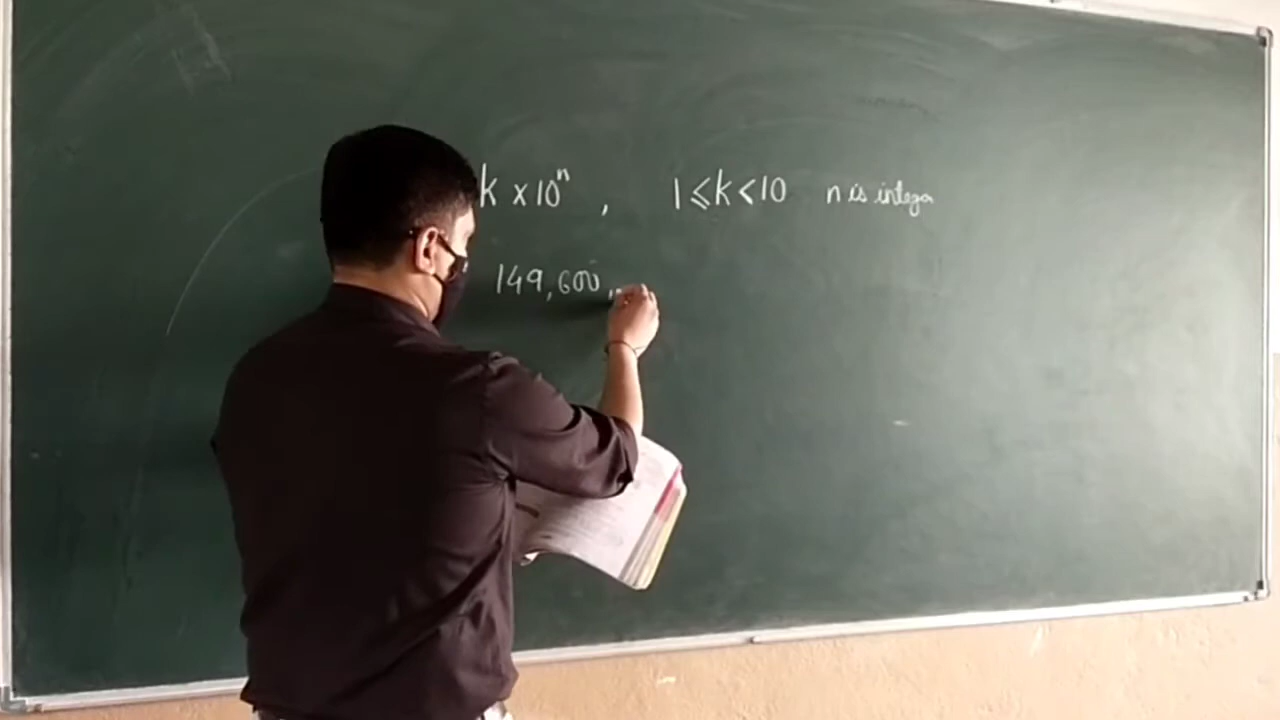 k × 10ⁿ , 1 ⩽ k < 10 n is integer
149,600,